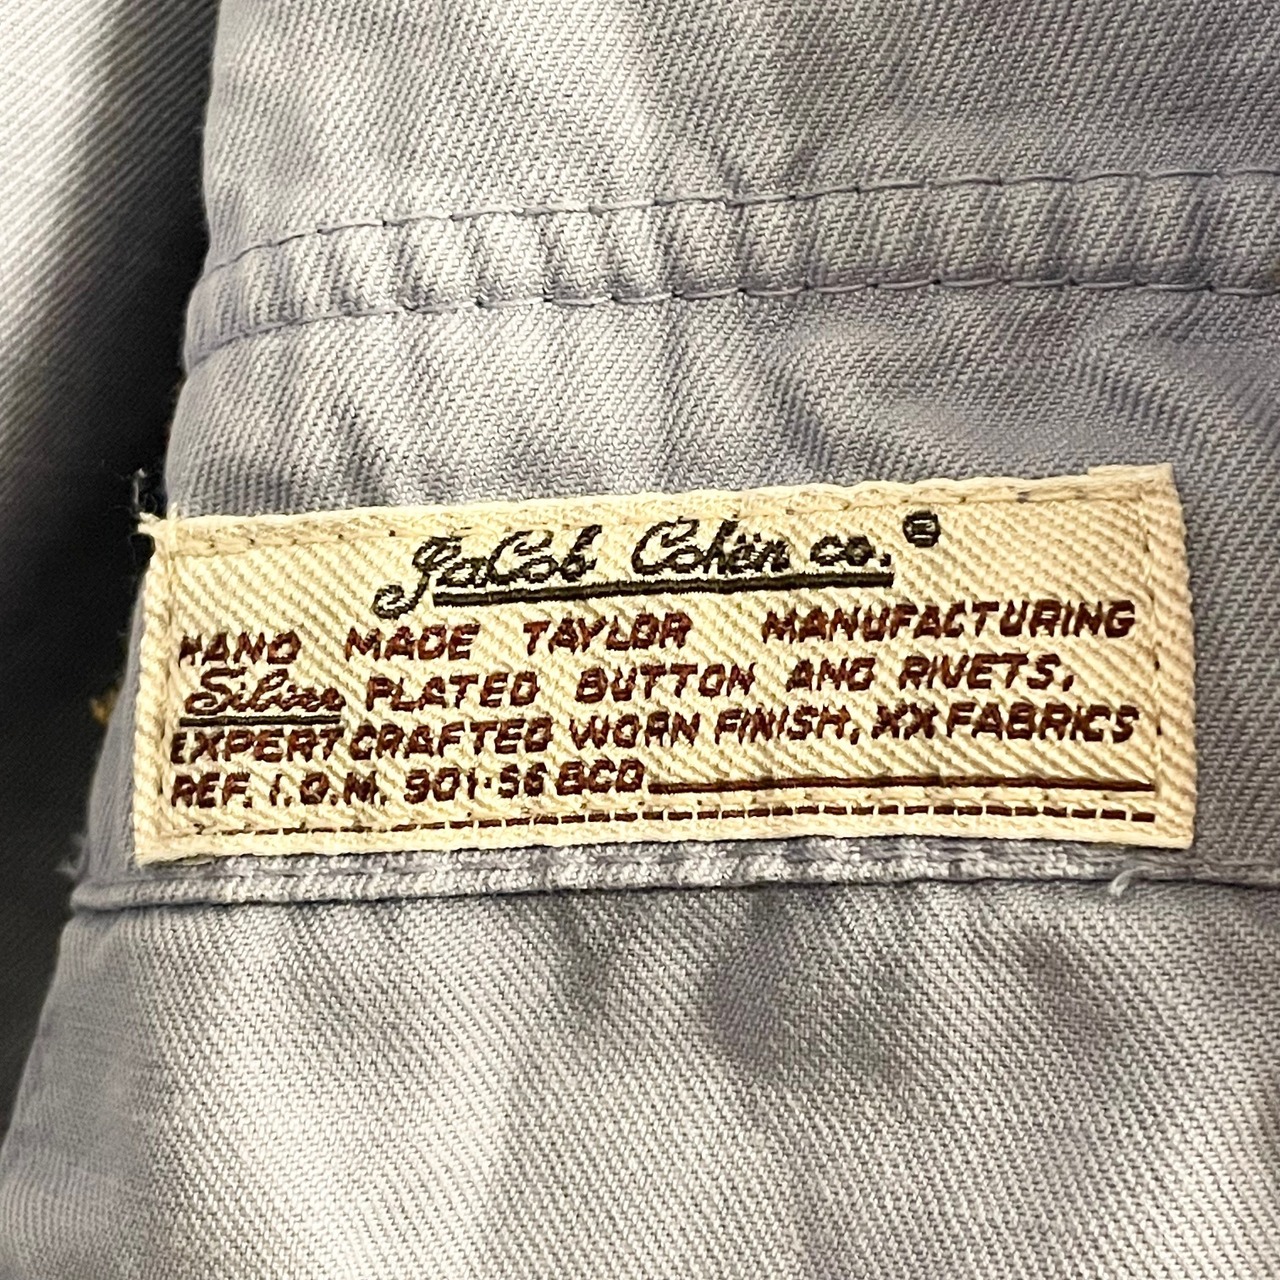 JaCob Cohën co.®
HAND MADE TAYLOR MANUFACTURING
Silver PLATED BUTTON AND RIVETS,
EXPERT CRAFTED WORN FINISH, XX FABRICS
REF. I.Q.M. 901-56 BCD